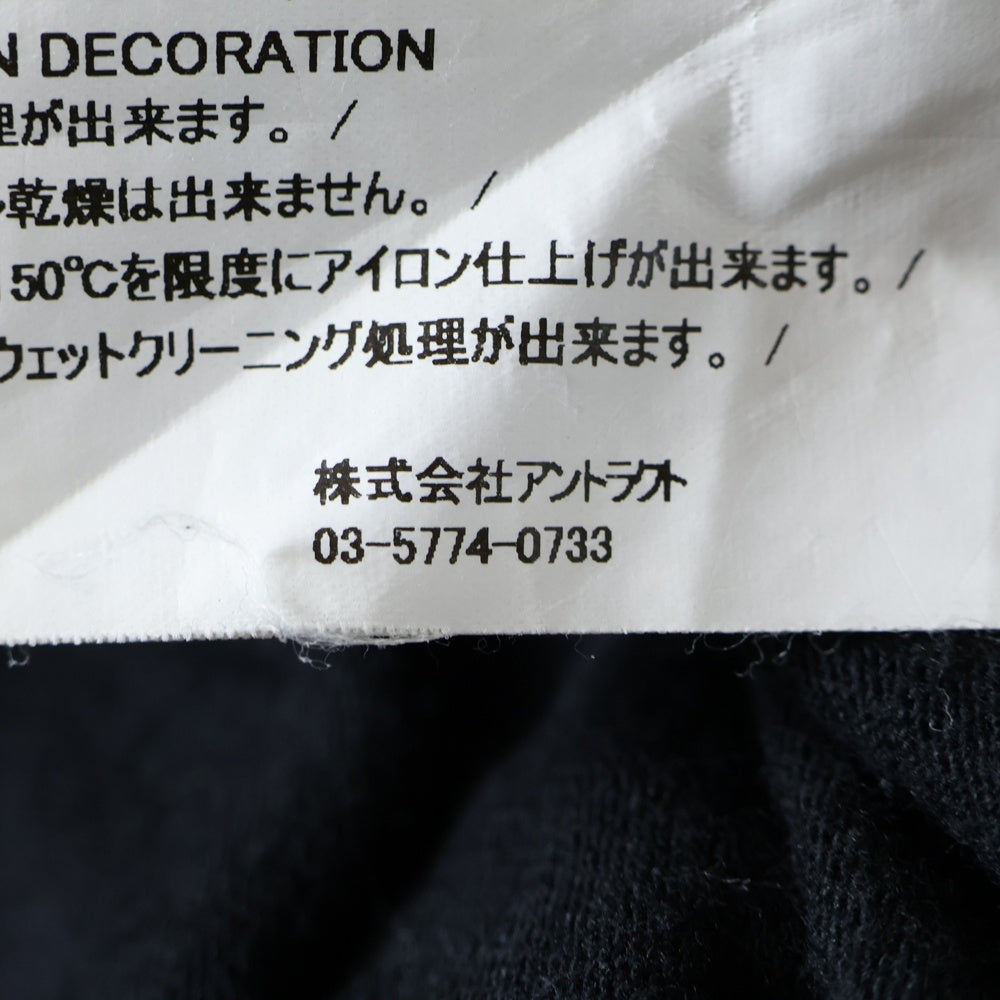 DECORATION
が出来ます。 /
乾燥は出来ません。 /
50℃を限度にアイロン仕上げが出来ます。 /
ウェットクリーニング処理が出来ます。 /
株式会社アントラクト
03-5774-0733